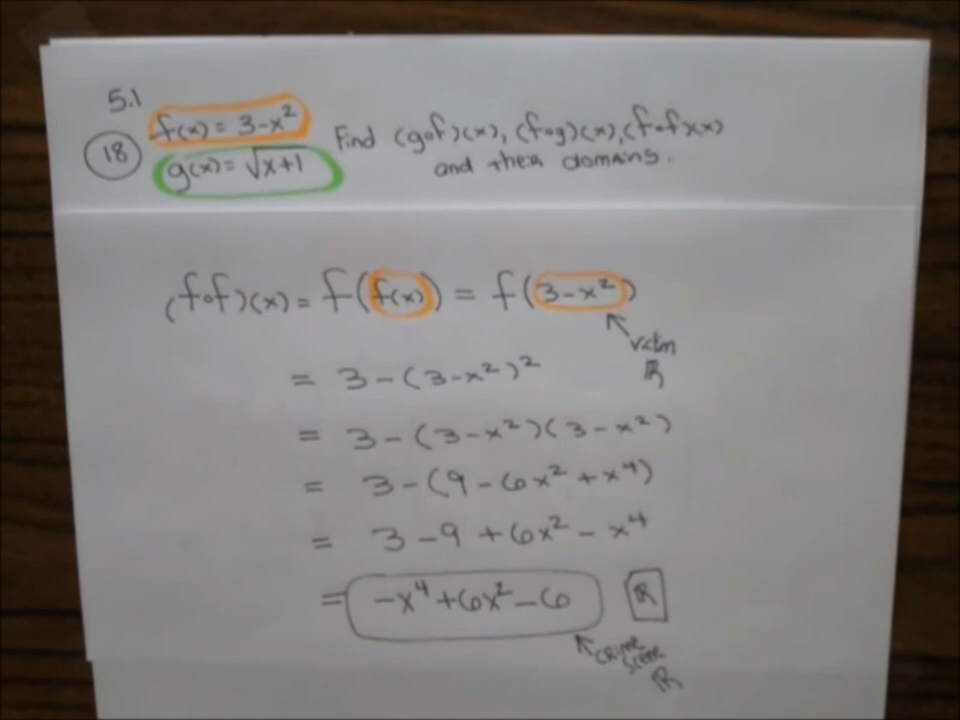 5.1
18 f(x) = 3-x² Find (g∘f)(x), (f∘g)(x), (f∘f)(x)
g(x) = √x+1 and their domains.
(f∘f)(x) = f(f(x)) = f(3-x²)
victim
ℝ
= 3-(3-x²)²
= 3-(3-x²)(3-x²)
= 3-(9-6x²+x⁴)
= 3-9+6x²-x⁴
= -x⁴+6x²-6 ℝ
crime
scene
ℝ